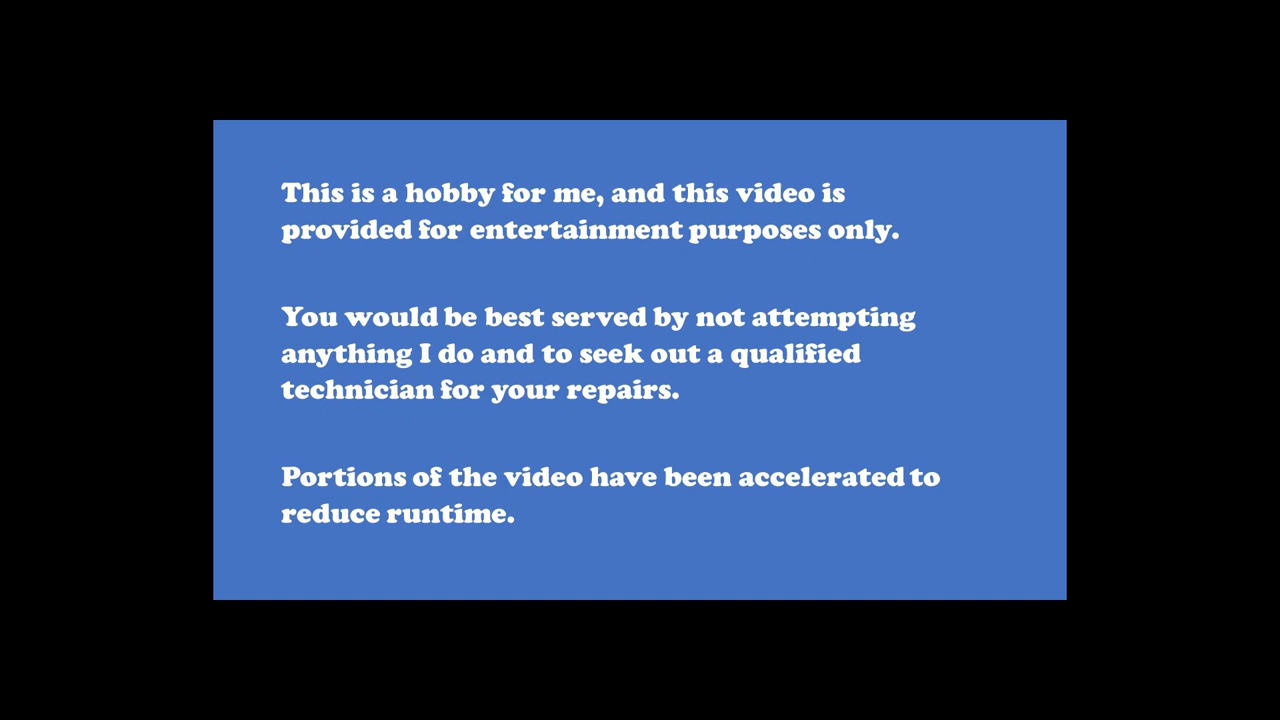 This is a hobby for me, and this video is
provided for entertainment purposes only.
You would be best served by not attempting
anything I do and to seek out a qualified
technician for your repairs.
Portions of the video have been accelerated to
reduce runtime.